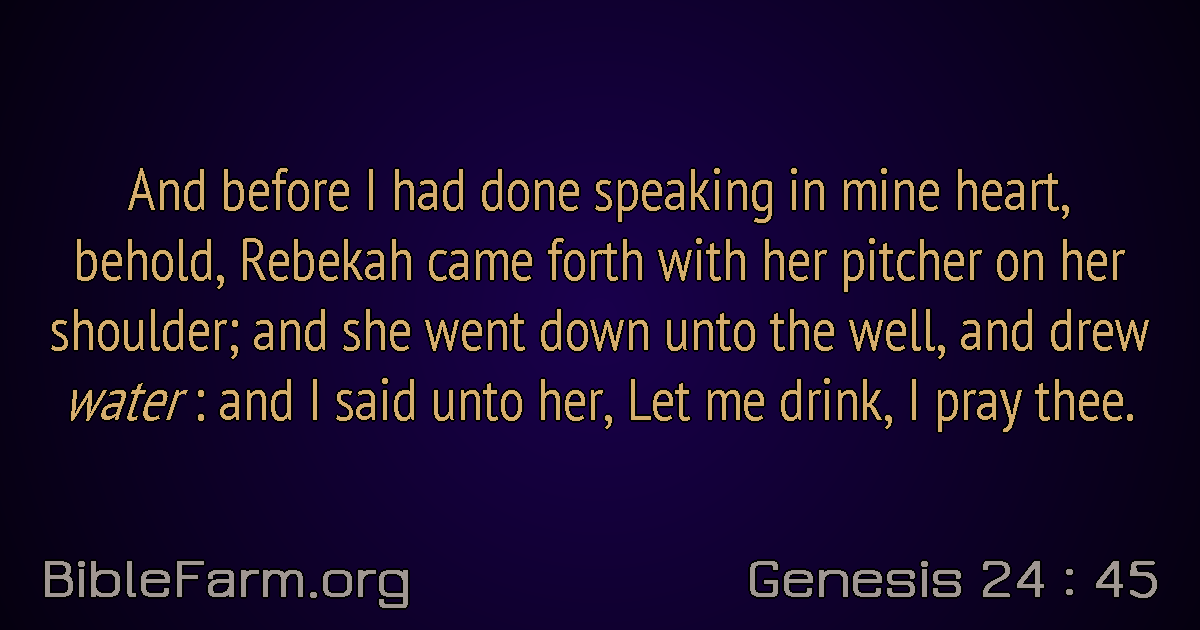 And before I had done speaking in mine heart,
behold, Rebekah came forth with her pitcher on her
shoulder; and she went down unto the well, and drew
water : and I said unto her, Let me drink, I pray thee.
BibleFarm.org
Genesis 24 : 45